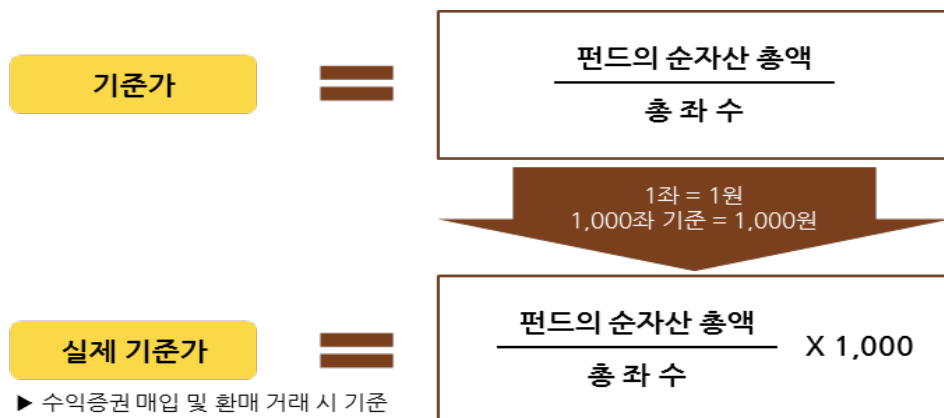 기준가
펀드의 순자산 총액
총 좌 수
1좌 = 1원
1,000좌 기준 = 1,000원
실제 기준가
펀드의 순자산 총액
총 좌 수
X 1,000
▶ 수익증권 매입 및 환매 거래 시 기준